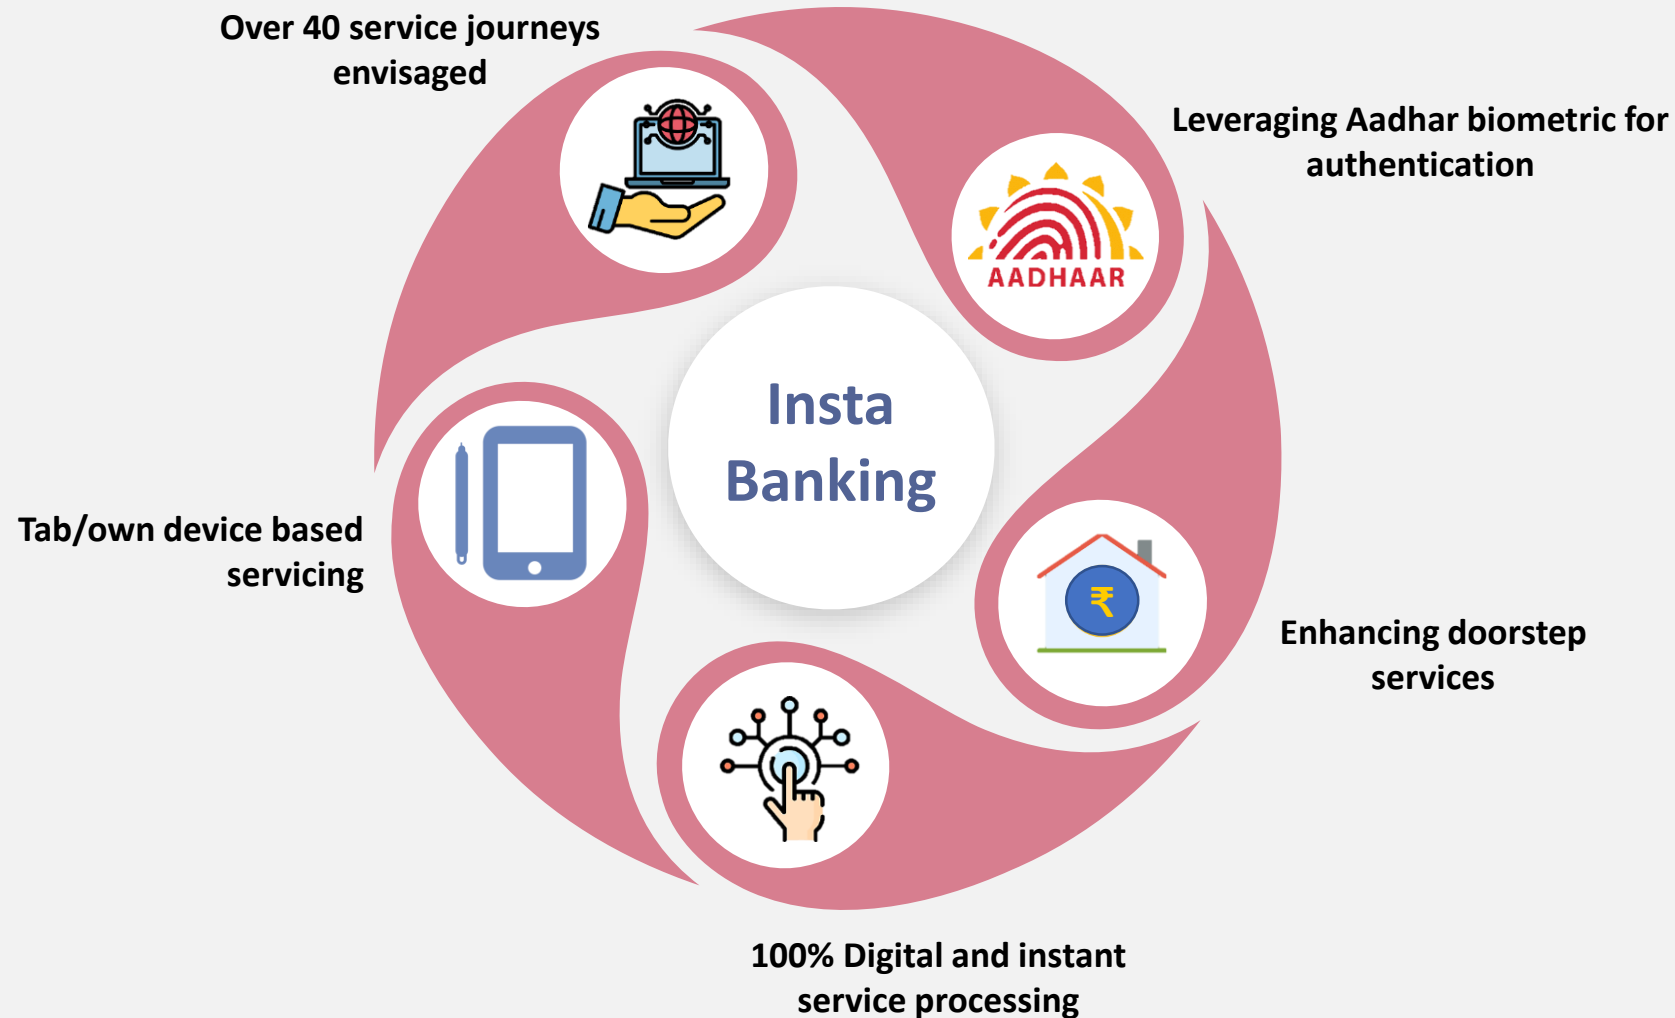 Over 40 service journeys
envisaged
Leveraging Aadhar biometric for
authentication
AADHAAR
Insta
Banking
Tab/own device based
servicing
₹
Enhancing doorstep
services
100% Digital and instant
service processing